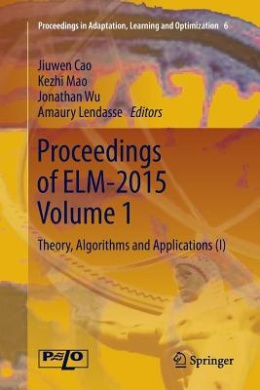 Proceedings in Adaptation, Learning and Optimization 6
Jiuwen Cao
Kezhi Mao
Jonathan Wu
Amaury Lendasse Editors
Proceedings
of ELM-2015
Volume 1
Theory, Algorithms and Applications (I)
PALO
Springer